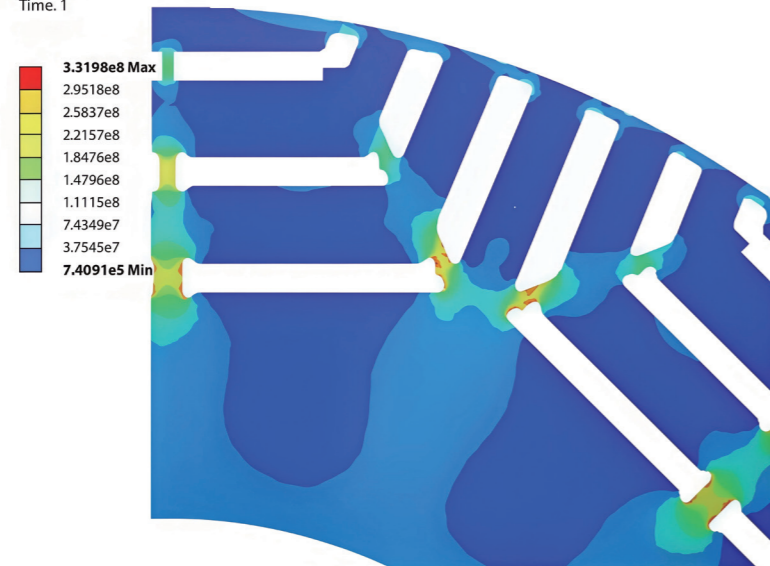 Time. 1
3.3198e8 Max
2.9518e8
2.5837e8
2.2157e8
1.8476e8
1.4796e8
1.1115e8
7.4349e7
3.7545e7
7.4091e5 Min